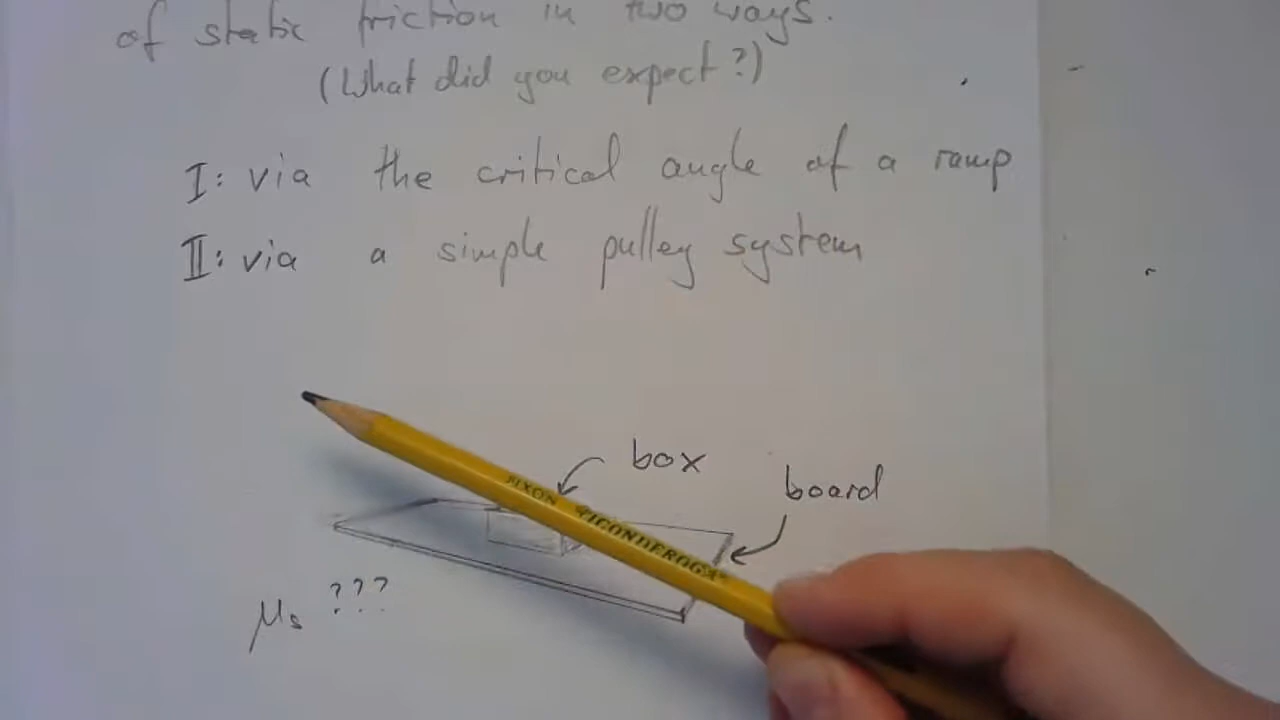 of static friction in two ways.
(What did you expect?)
I: via the critical angle of a ramp
II: via a simple pulley system
box
board
DIXON TICONDEROGA
μs ???